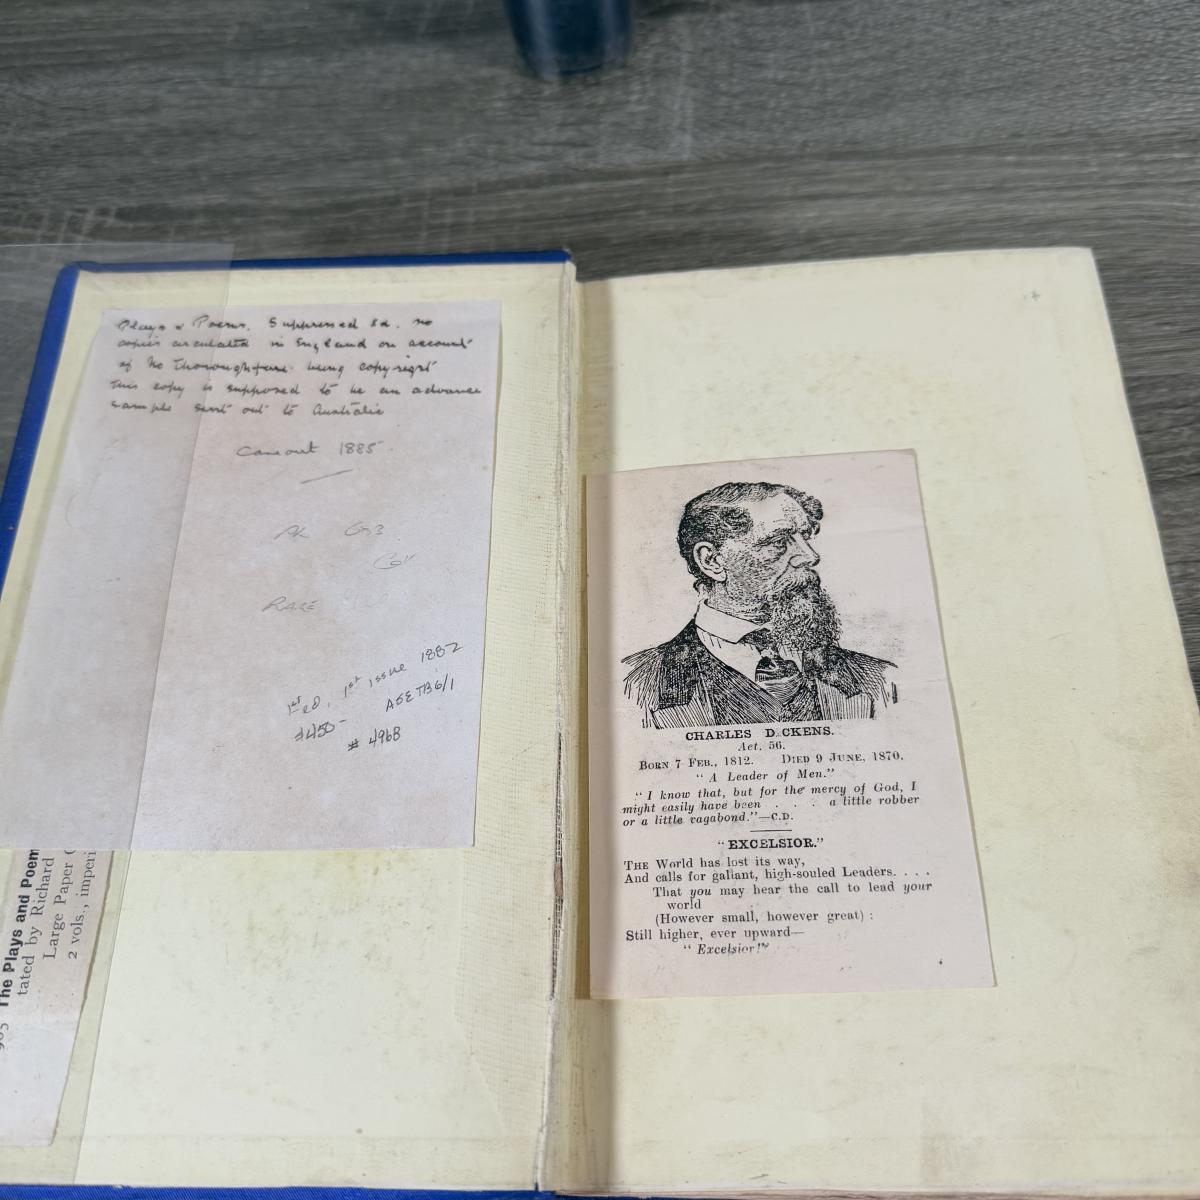 Plays & Poems. Suppressed Ed. no
copies circulated in England on account
of No Thoroughfare being copyright
This copy is supposed to be an advance
sample sent out to Australia
Came out 1885
RARE
1st ED, 1st ISSUE 1882
$450-
# 4968
The Plays and Poem
tated by Richard
Large Paper
2 vols., imperi
CHARLES D.CKENS.
Aet. 56.
BORN 7 FEB., 1812. DIED 9 JUNE, 1870.
"A Leader of Men."
"I know that, but for the mercy of God, I
might easily have been . . . a little robber
or a little vagabond."—C.D.
"EXCELSIOR."
THE World has lost its way,
And calls for gallant, high-souled Leaders. . . .
That you may hear the call to lead your
world
(However small, however great) :
Still higher, ever upward—
"Excelsior!"